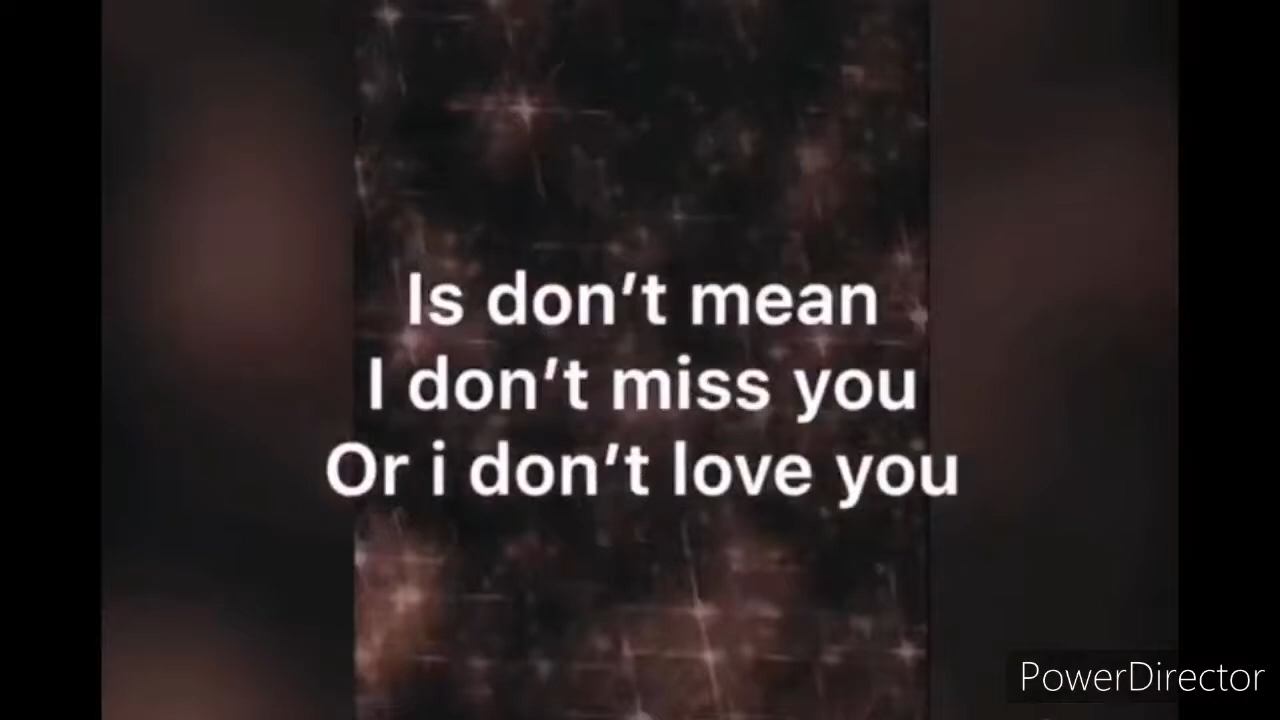 Is don’t mean
I don’t miss you
Or i don’t love you
PowerDirector